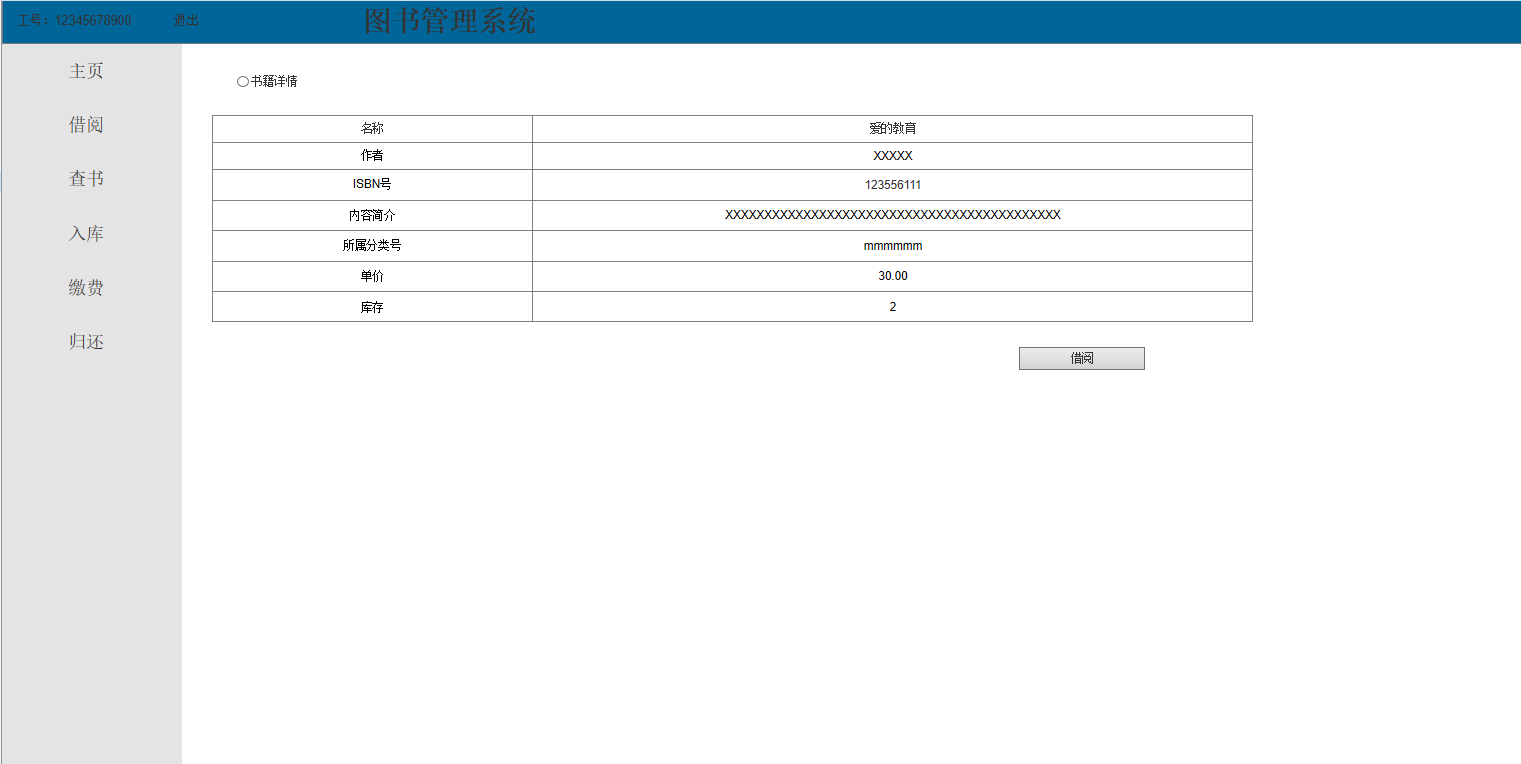 工号：12345678900 退出 图书管理系统
主页
借阅
查书
入库
缴费
归还
书籍详情
名称 爱的教育
作者 XXXXX
ISBN号 123556111
内容简介 XXXXXXXXXXXXXXXXXXXXXXXXXXXXXXXXXXXXXXXXXX
所属分类号 mmmmmm
单价 30.00
库存 2
借阅